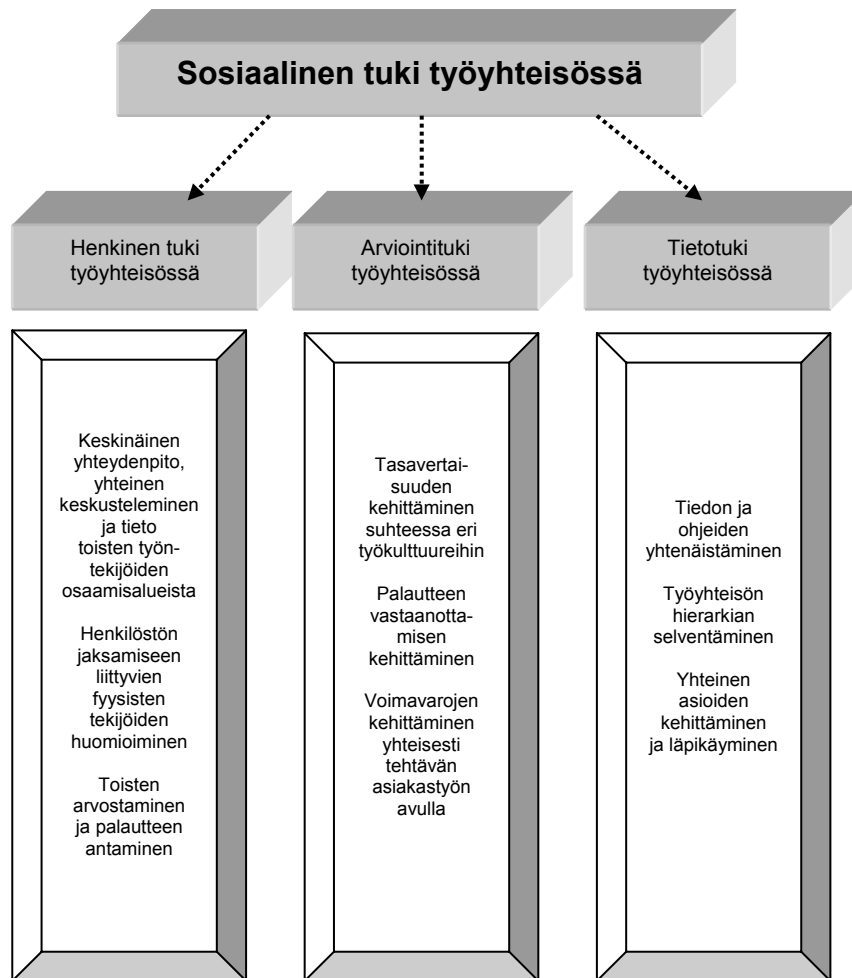 Sosiaalinen tuki työyhteisössä
Henkinen tuki
työyhteisössä
Arviointituki
työyhteisössä
Tietotuki
työyhteisössä
Keskinäinen
yhteydenpito,
yhteinen
keskusteleminen
ja tieto
toisten työn-
tekijöiden
osaamisalueista
Henkilöstön
jaksamiseen
liittyvien
fyysisten
tekijöiden
huomioiminen
Toisten
arvostaminen
ja palautteen
antaminen
Tasavertai-
suuden
kehittäminen
suhteessa eri
työkulttuureihin
Palautteen
vastaanotta-
misen
kehittäminen
Voimavarojen
kehittäminen
yhteisesti
tehtävän
asiakastyön
avulla
Tiedon ja
ohjeiden
yhtenäistäminen
Työyhteisön
hierarkian
selventäminen
Yhteinen
asioiden
kehittäminen
ja läpikäyminen